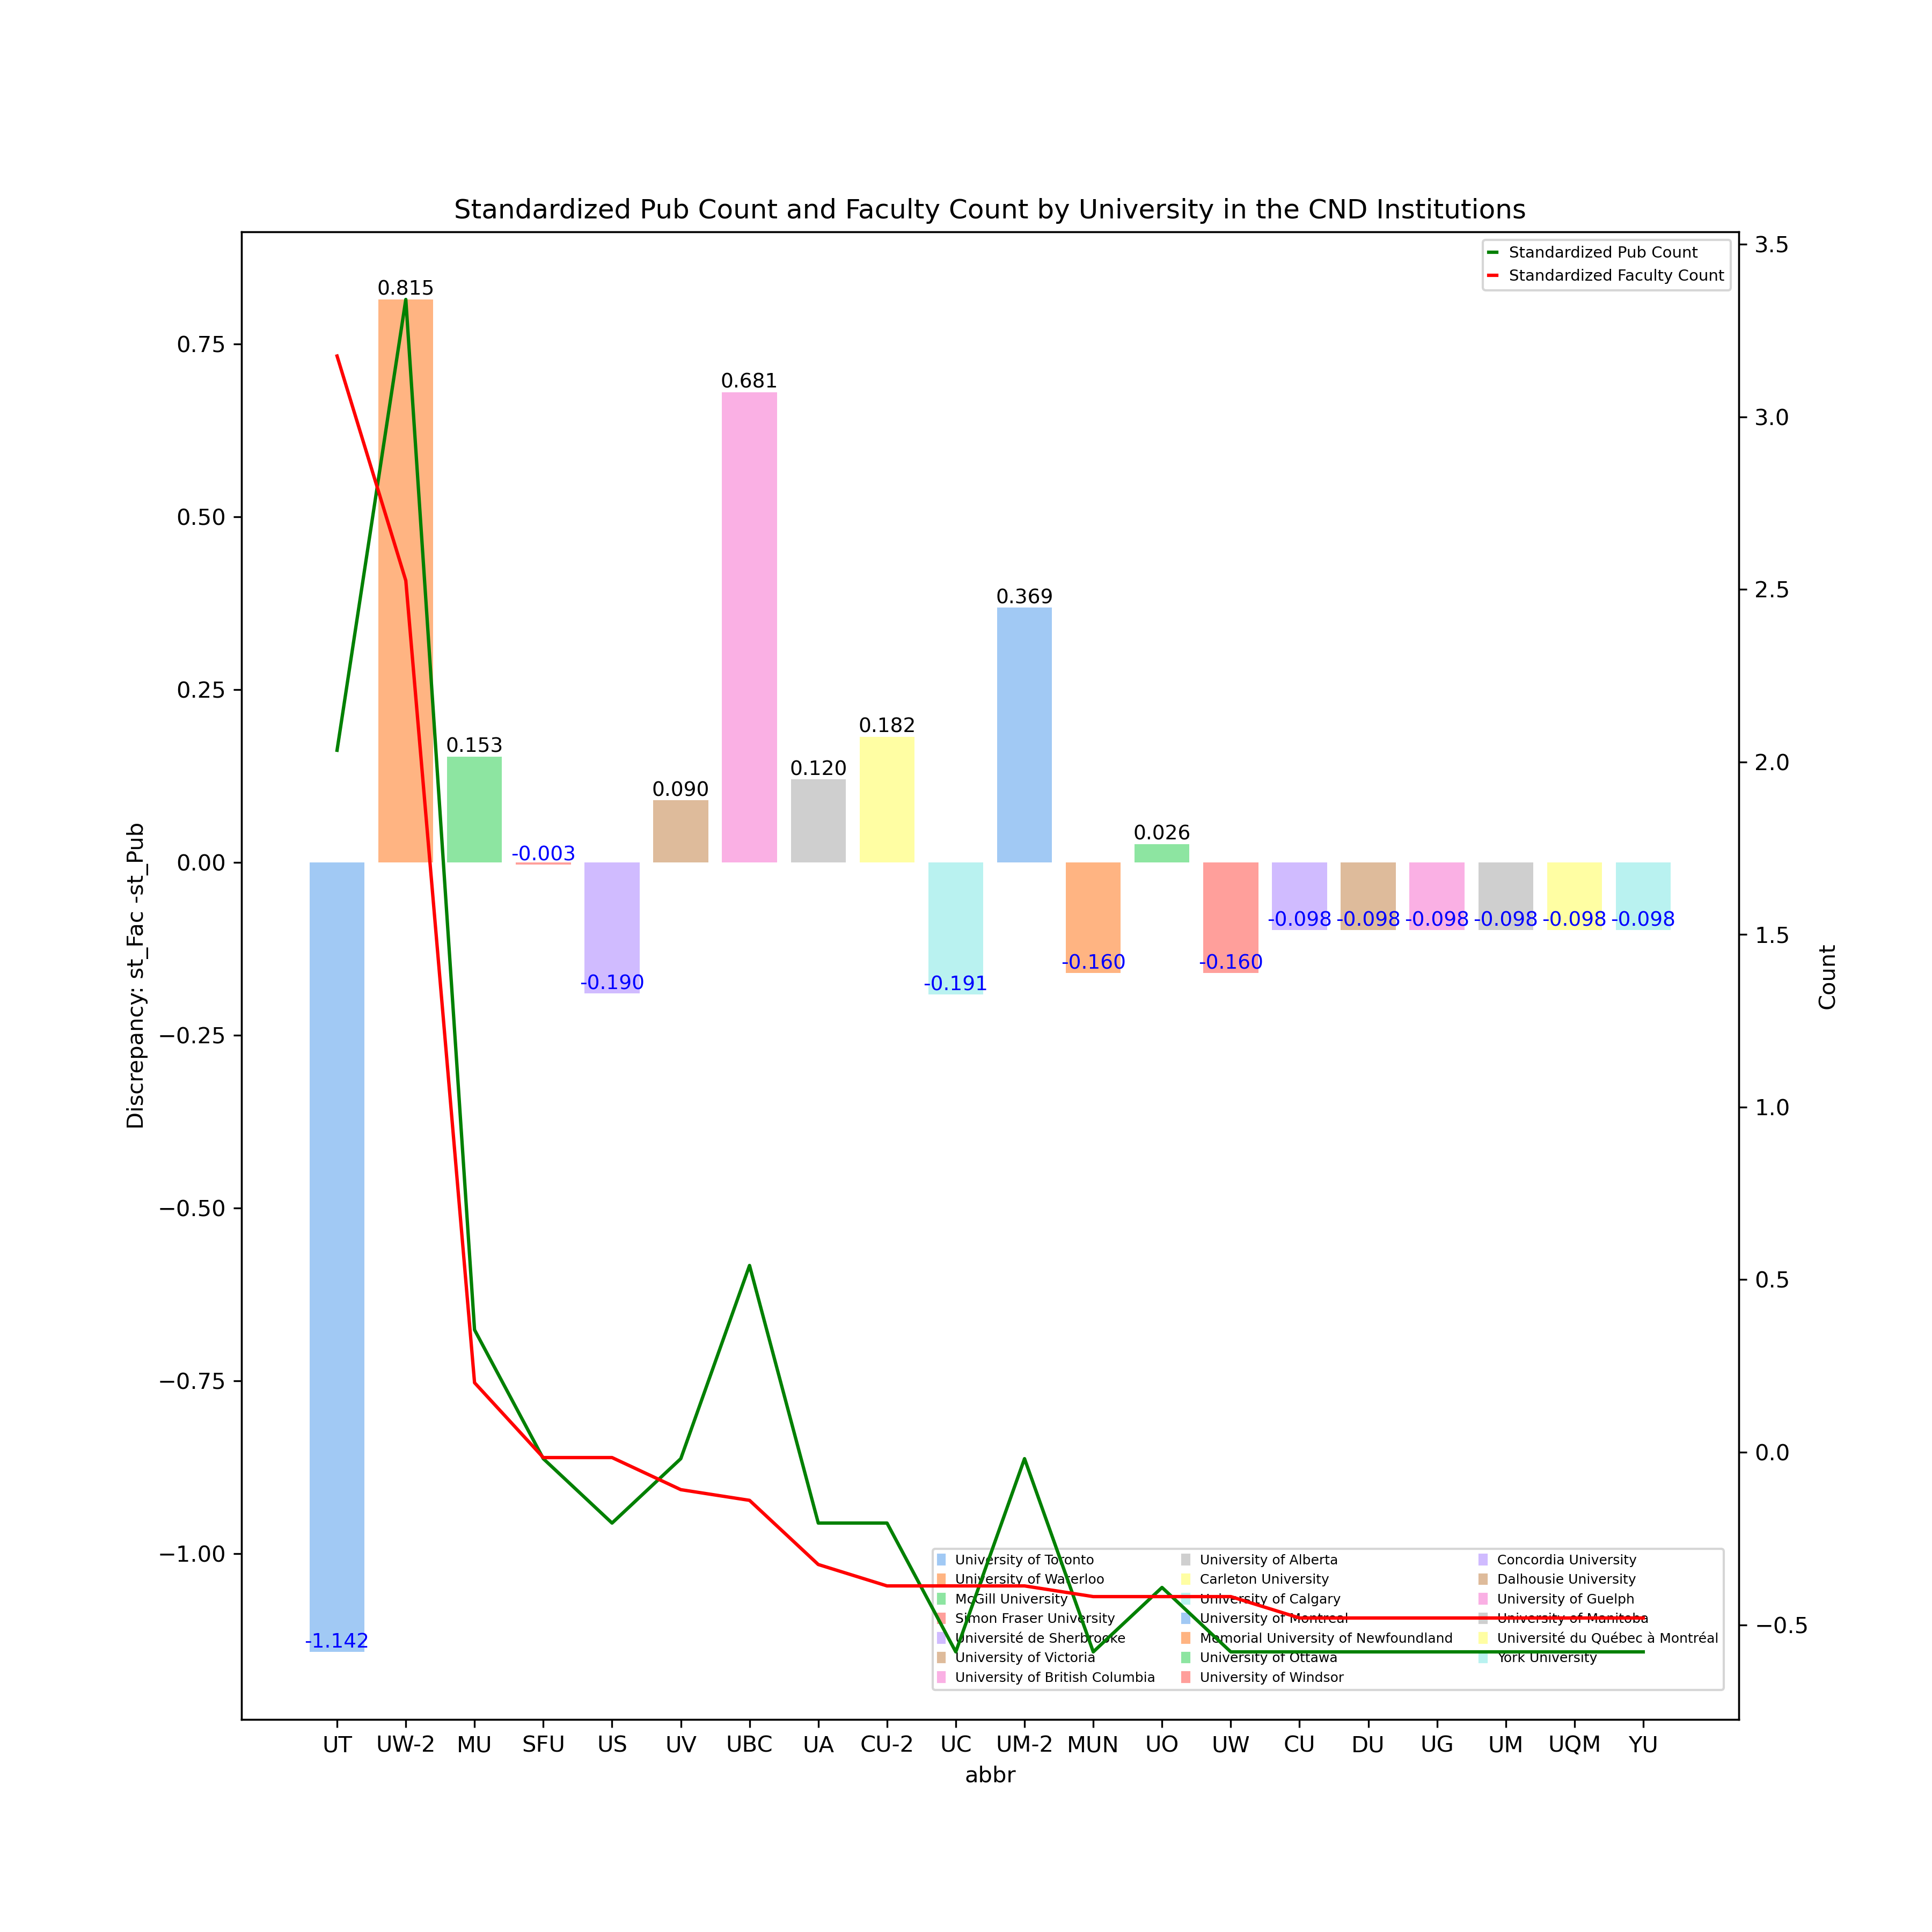 Standardized Pub Count and Faculty Count by University in the CND Institutions
Standardized Pub Count
Standardized Faculty Count
0.75
0.50
0.25
0.00
−0.25
−0.50
−0.75
−1.00
Discrepancy: st_Fac -st_Pub
3.5
3.0
2.5
2.0
1.5
1.0
0.5
0.0
−0.5
Count
-1.142
0.815
0.153
-0.003
-0.190
0.090
0.681
0.120
0.182
-0.191
0.369
-0.160
0.026
-0.160
-0.098
-0.098
-0.098
-0.098
-0.098
-0.098
University of Toronto
University of Waterloo
McGill University
Simon Fraser University
Université de Sherbrooke
University of Victoria
University of British Columbia
University of Alberta
Carleton University
University of Calgary
University of Montreal
Memorial University of Newfoundland
University of Ottawa
University of Windsor
Concordia University
Dalhousie University
University of Guelph
University of Manitoba
Université du Québec à Montréal
York University
UT UW-2 MU SFU US UV UBC UA CU-2 UC UM-2 MUN UO UW CU DU UG UM UQM YU
abbr